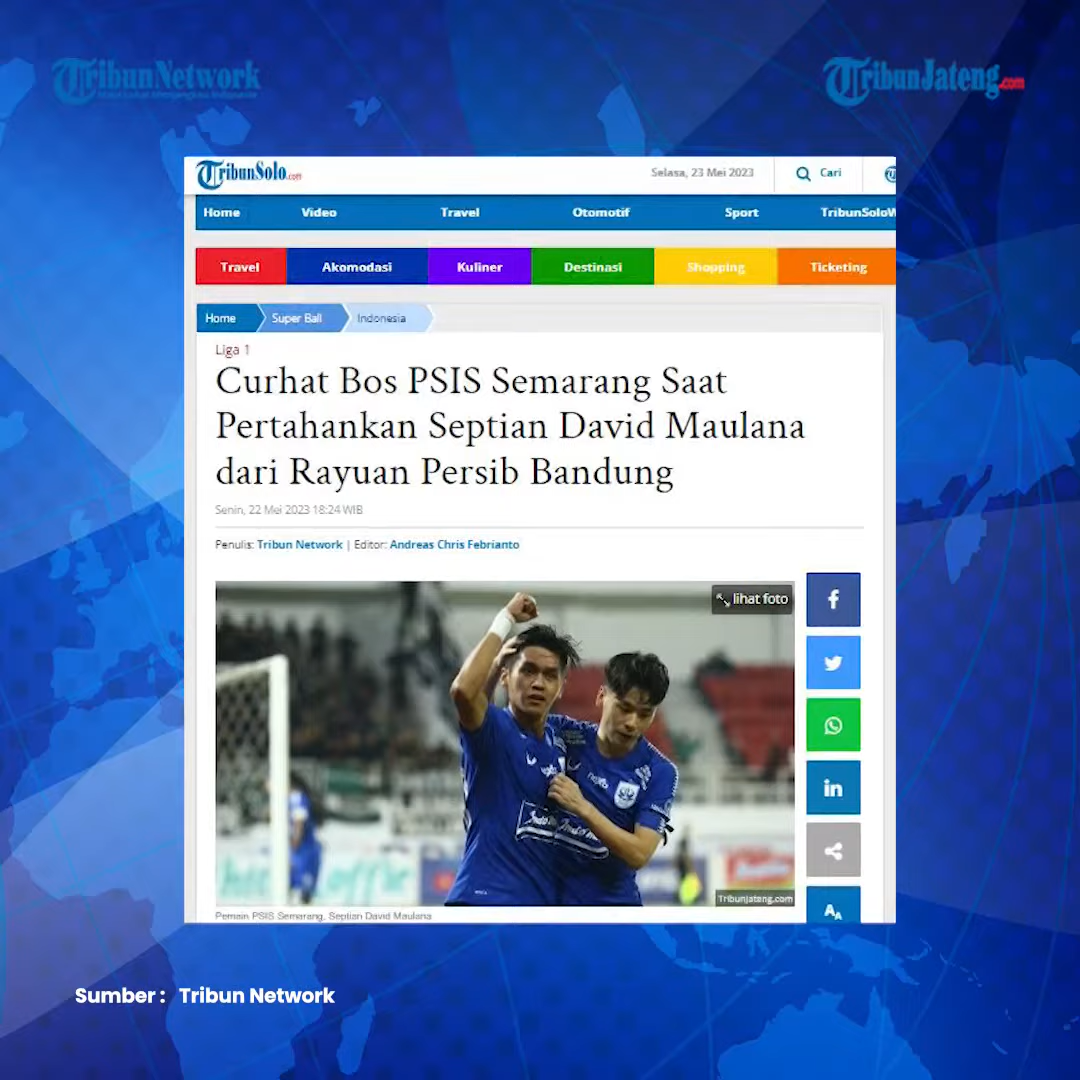 TribunNetwork
TribunJateng.com
TribunSolo.com
Selasa, 23 Mei 2023
Cari
Home Video Travel Otomotif Sport TribunSoloW
Travel Akomodasi Kuliner Destinasi Shopping Ticketing
Home Super Ball Indonesia
Liga 1
Curhat Bos PSIS Semarang Saat
Pertahankan Septian David Maulana
dari Rayuan Persib Bandung
Senin, 22 Mei 2023 18:24 WIB
Penulis: Tribun Network | Editor: Andreas Chris Febrianto
lihat foto
Tribunjateng.com
Pemain PSIS Semarang, Septian David Maulana
Sumber : Tribun Network